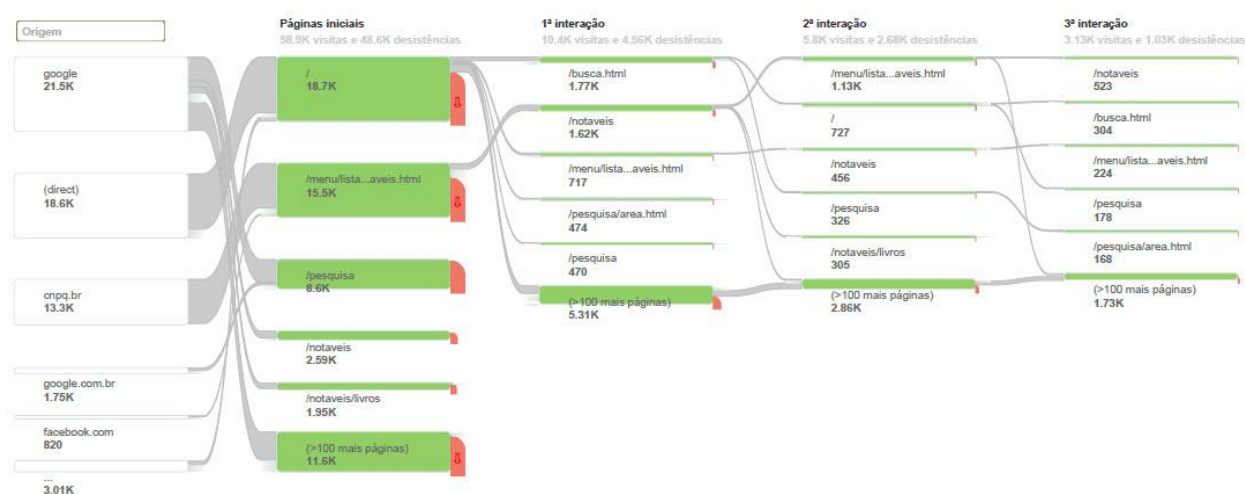 Origem
google
21.5K
(direct)
18.6K
cnpq.br
13.3K
google.com.br
1.75K
facebook.com
820
...
3.01K
Páginas iniciais
58.9K visitas e 48.6K desistências
/
18.7K
/menu/lista...aveis.html
15.5K
/pesquisa
8.6K
/notaveis
2.59K
/notaveis/livros
1.95K
(>100 mais páginas)
11.6K
1ª interação
10.4K visitas e 4.56K desistências
/busca.html
1.77K
/notaveis
1.62K
/menu/lista...aveis.html
717
/pesquisa/area.html
474
/pesquisa
470
(>100 mais páginas)
5.31K
2ª interação
5.8K visitas e 2.68K desistências
/menu/lista...aveis.html
1.13K
/
727
/notaveis
456
/pesquisa
326
/notaveis/livros
305
(>100 mais páginas)
2.86K
3ª interação
3.13K visitas e 1.03K desistências
/notaveis
523
/busca.html
304
/menu/lista...aveis.html
224
/pesquisa
178
/pesquisa/area.html
168
(>100 mais páginas)
1.73K